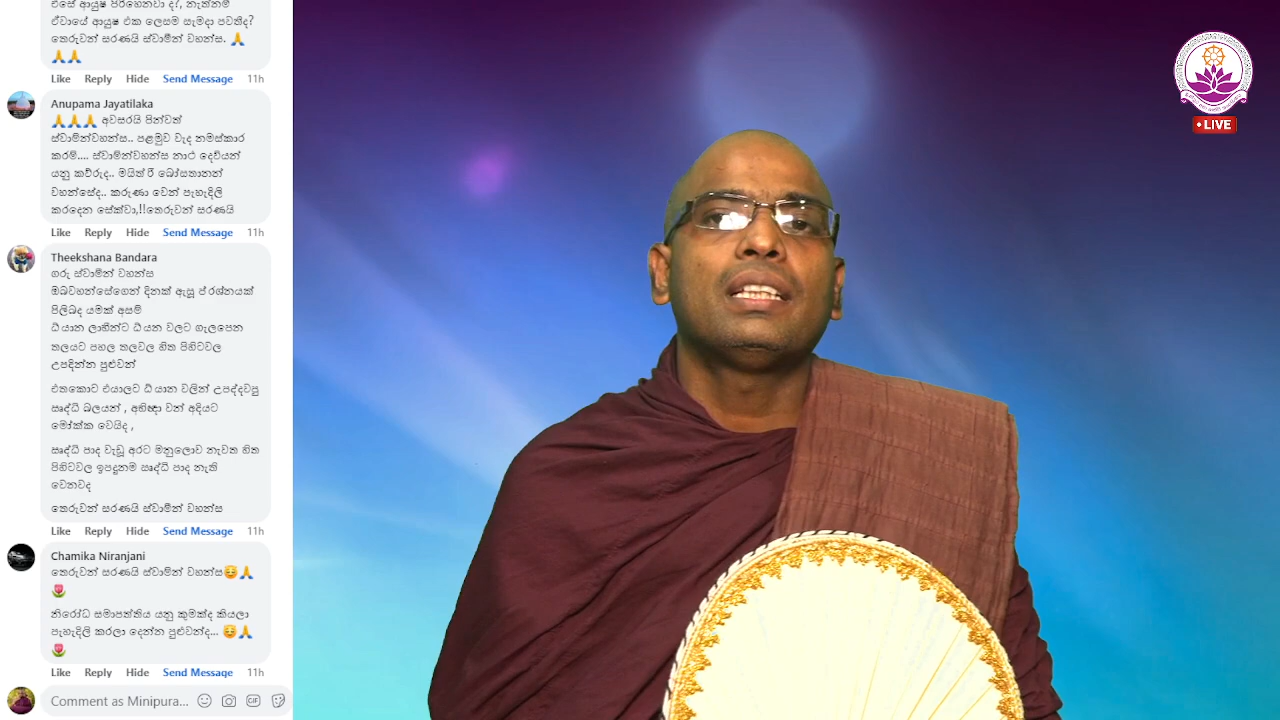 එසේ ආයුෂ පිරිහෙනවා ද?, නැත්නම්
ඒවායේ ආයුෂ එක ලෙසම සැමදා පවතීද?
තෙරුවන් සරණයි ස්වාමීන් වහන්ස. 🙏
🙏🙏
Like Reply Hide Send Message 11h
Anupama Jayatilaka
🙏🙏🙏 අවසරයි පින්වත්
ස්වාමින්වහන්ස.. පළමුව වැද නමස්කාර
කරමි.... ස්වාමින්වහන්ස නාථ දෙවියන්
යනු කව්රුද.. මයිත් රී බෝසතානන්
වහන්සේද.. කරුණා වෙන් පැහැදිලි
කරදෙන සේක්වා,!!තෙරුවන් සරණයි
Like Reply Hide Send Message 11h
Theekshana Bandara
ගරු ස්වාමීන් වහන්ස
ඔබවහන්සේගෙන් දිනක් ඇසූ ප් රශ්නයක්
පිලිබද යමක් අසමි
ධ් යාන ලාභීන්ට ධ් යන වලට ගැලපෙන
තලයට පහල තලවල හිත පිහිටවල
උපදින්න පුළුවන්
එතකොට එයාලට ධ් යාන වලින් උපද්දවපු
සෘද්ධි බලයන් , අභිඥා වන් අදියට
මෝක්ක වෙයිද ,
සෘද්ධි පාද වැඩූ අරට මනුලොව නැවත හිත
පිහිටවල ඉපදුනම සෘද්ධි පාද නැති
වෙනවද
තෙරුවන් සරණයි ස්වාමීන් වහන්ස
Like Reply Hide Send Message 11h
Chamika Niranjani
තෙරුවන් සරණයි ස්වාමීන් වහන්ස😌🙏
🌷
නිරෝධ සමාපත්තිය යනු කුමක්ද කියලා
පැහැදිලි කරලා දෙන්න පුළුවන්ද... 😌🙏
🌷
Like Reply Hide Send Message 11h
Comment as Minipura...
GIF
LIVE